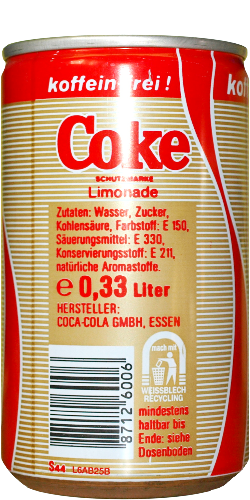 koffeinfrei!
Coke
SCHUTZMARKE
Limonade
Zutaten: Wasser, Zucker,
Kohlensäure, Farbstoff: E 150,
Säuerungsmittel: E 330,
Konservierungsstoff: E 211,
natürliche Aromastoffe.
e 0,33 Liter
HERSTELLER:
COCA-COLA GMBH, ESSEN
8712 6006
mach mit
WEISSBLECH
RECYCLING
mindestens
haltbar bis
Ende: siehe
Dosenboden
S44 L6AB25B